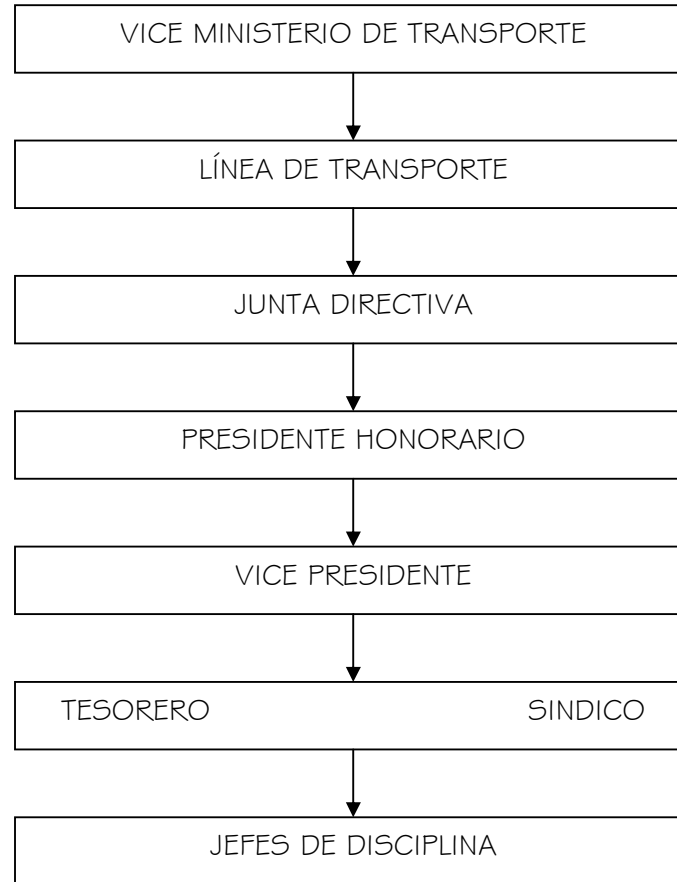 VICE MINISTERIO DE TRANSPORTE
LÍNEA DE TRANSPORTE
JUNTA DIRECTIVA
PRESIDENTE HONORARIO
VICE PRESIDENTE
TESORERO SINDICO
JEFES DE DISCIPLINA